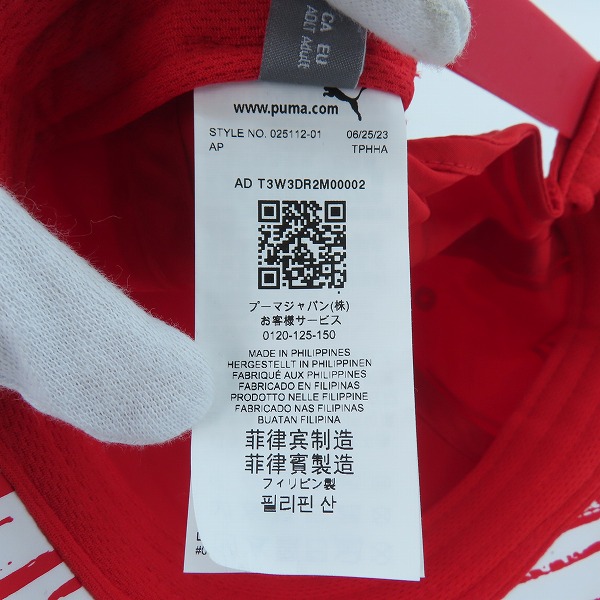 CA EU
ADLT Adulte
www.puma.com
STYLE NO. 025112-01 06/25/23
AP TPHHA
AD T3W3DR2M00002
プーマジャパン(株)
お客様サービス
0120-125-150
MADE IN PHILIPPINES
HERGESTELLT IN PHILIPPINEN
FABRIQUÉ AUX PHILIPPINES
FABRICADO EN FILIPINAS
PRODOTTO NELLE FILIPPINE
FABRICADO NAS FILIPINAS
BUATAN FILIPINA
菲律宾制造
菲律賓製造
フィリピン製
필리핀 산